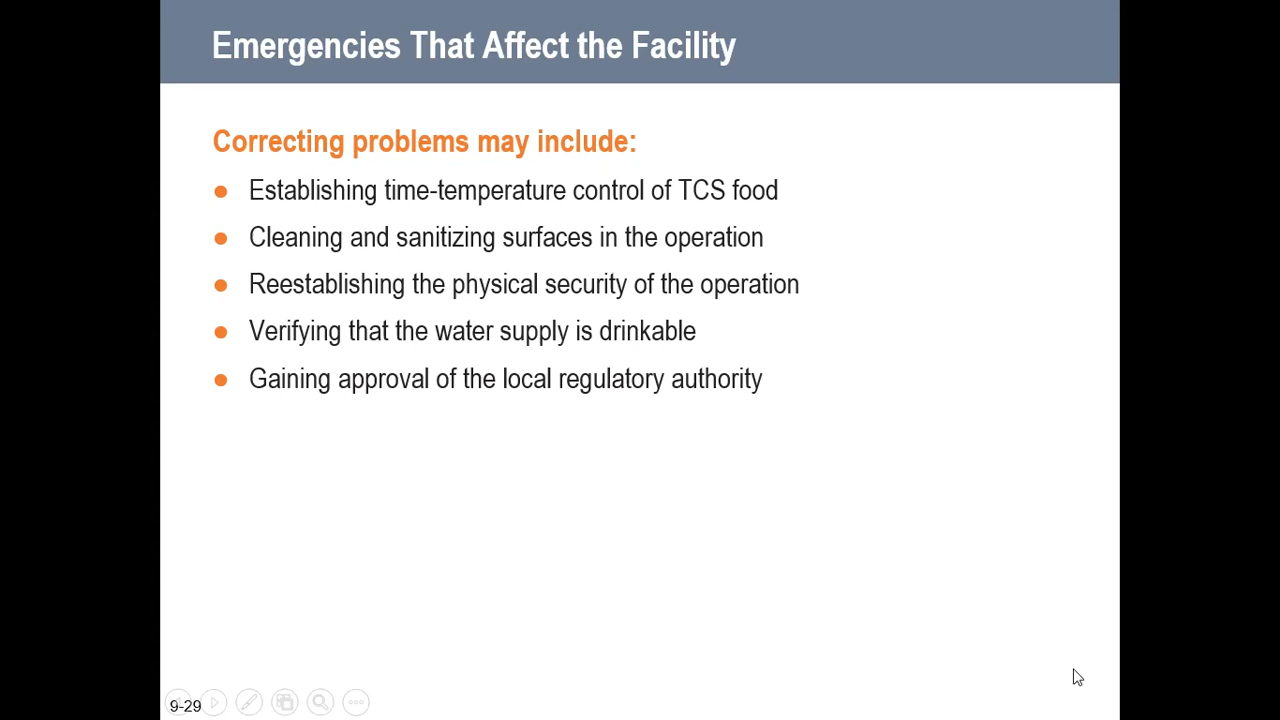 Emergencies That Affect the Facility
Correcting problems may include:
● Establishing time-temperature control of TCS food
● Cleaning and sanitizing surfaces in the operation
● Reestablishing the physical security of the operation
● Verifying that the water supply is drinkable
● Gaining approval of the local regulatory authority
9-29